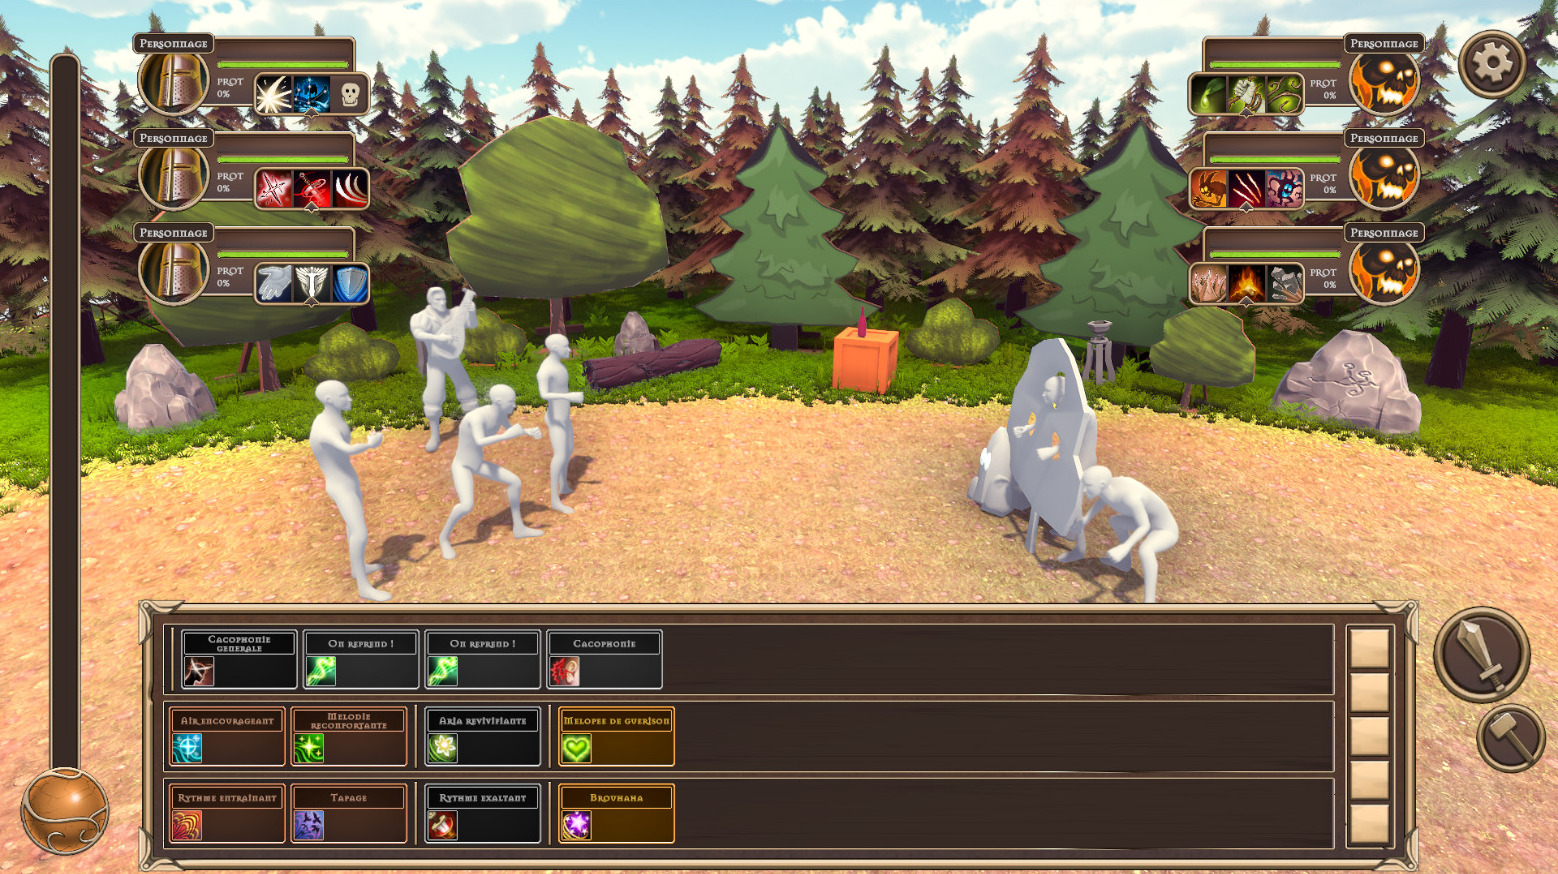 Personnage
PROT
0%
Personnage
PROT
0%
Personnage
PROT
0%
Personnage
PROT
0%
Personnage
PROT
0%
Personnage
PROT
0%
Cacophonie
generale
On reprend !
On reprend !
Cacophonie
Air encourageant
Melodie
reconfortante
Aria revivifiante
Melopee de guerison
Rythme entrainant
Tapage
Rythme exaltant
Brouhaha